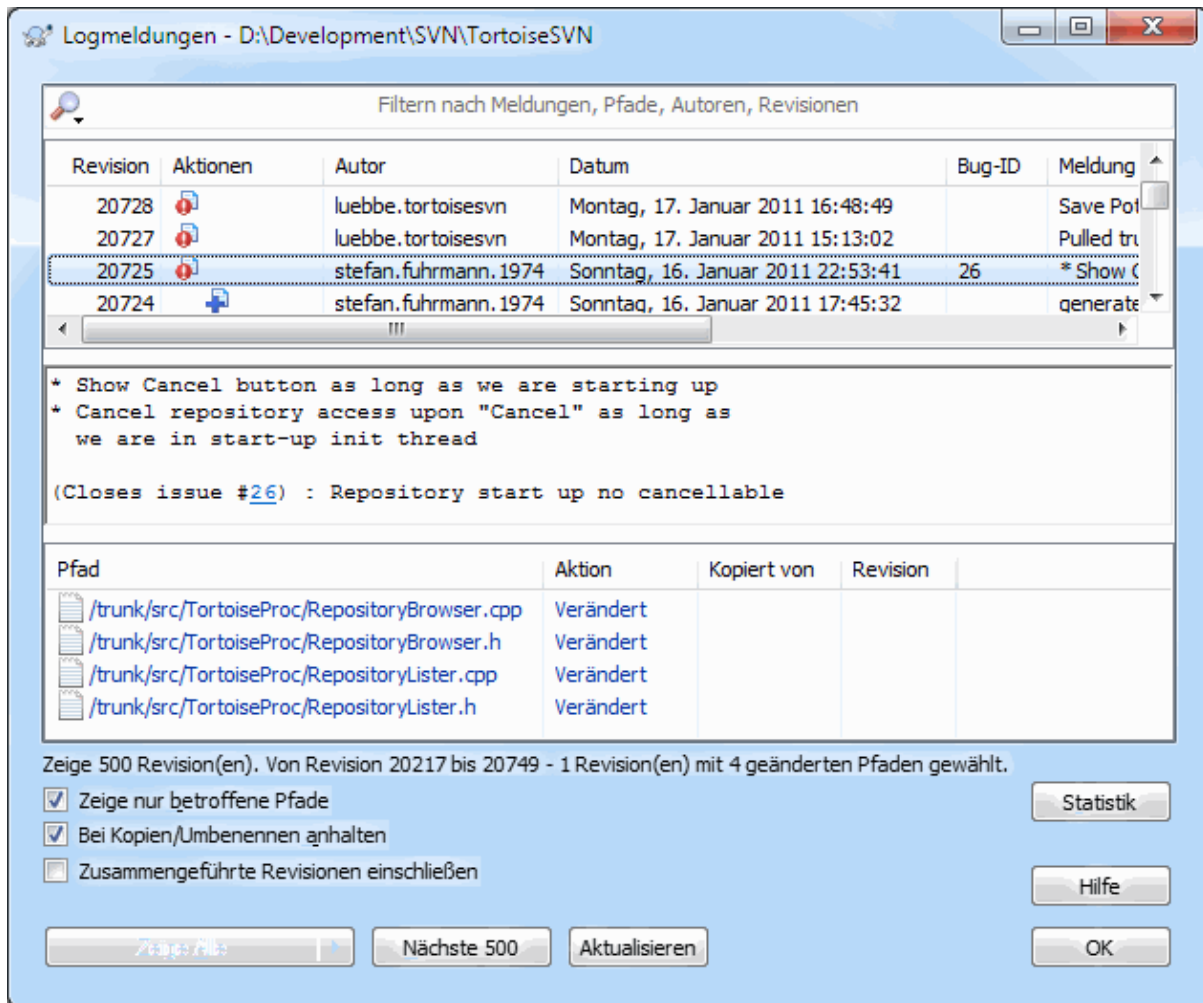 Logmeldungen - D:\Development\SVN\TortoiseSVN
Filtern nach Meldungen, Pfade, Autoren, Revisionen
Revision Aktionen Autor Datum Bug-ID Meldung
20728 luebbe.tortoisesvn Montag, 17. Januar 2011 16:48:49 Save Pot
20727 luebbe.tortoisesvn Montag, 17. Januar 2011 15:13:02 Pulled tru
20725 stefan.fuhrmann.1974 Sonntag, 16. Januar 2011 22:53:41 26 * Show C
20724 stefan.fuhrmann.1974 Sonntag, 16. Januar 2011 17:45:32 generate
* Show Cancel button as long as we are starting up
* Cancel repository access upon "Cancel" as long as
we are in start-up init thread
(Closes issue #26) : Repository start up no cancellable
Pfad Aktion Kopiert von Revision
/trunk/src/TortoiseProc/RepositoryBrowser.cpp Verändert
/trunk/src/TortoiseProc/RepositoryBrowser.h Verändert
/trunk/src/TortoiseProc/RepositoryLister.cpp Verändert
/trunk/src/TortoiseProc/RepositoryLister.h Verändert
Zeige 500 Revision(en). Von Revision 20217 bis 20749 - 1 Revision(en) mit 4 geänderten Pfaden gewählt.
Zeige nur betroffene Pfade
Statistik
Bei Kopien/Umbenennen anhalten
Zusammengeführte Revisionen einschließen
Hilfe
Zeige Alle Nächste 500 Aktualisieren OK